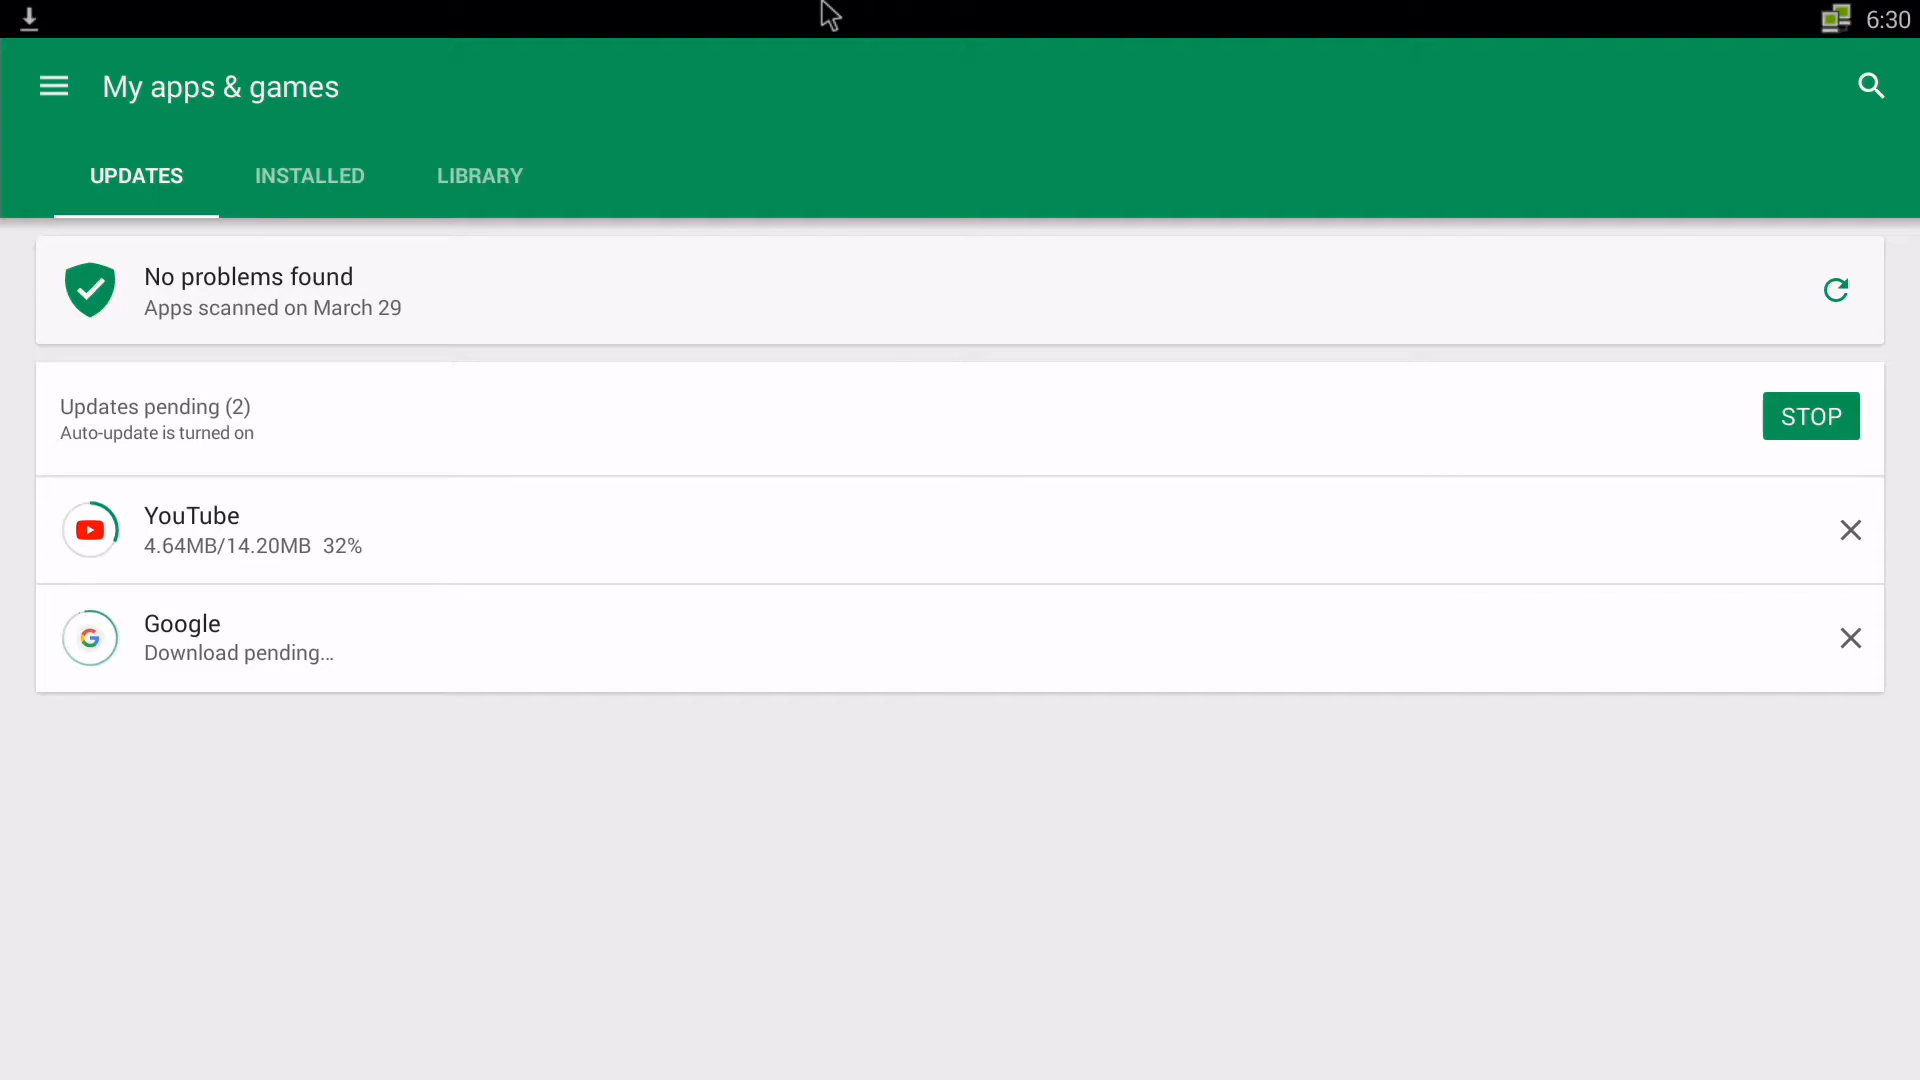 6:30
My apps & games
UPDATES INSTALLED LIBRARY
No problems found
Apps scanned on March 29
Updates pending (2)
Auto-update is turned on
STOP
YouTube
4.64MB/14.20MB 32%
Google
Download pending...